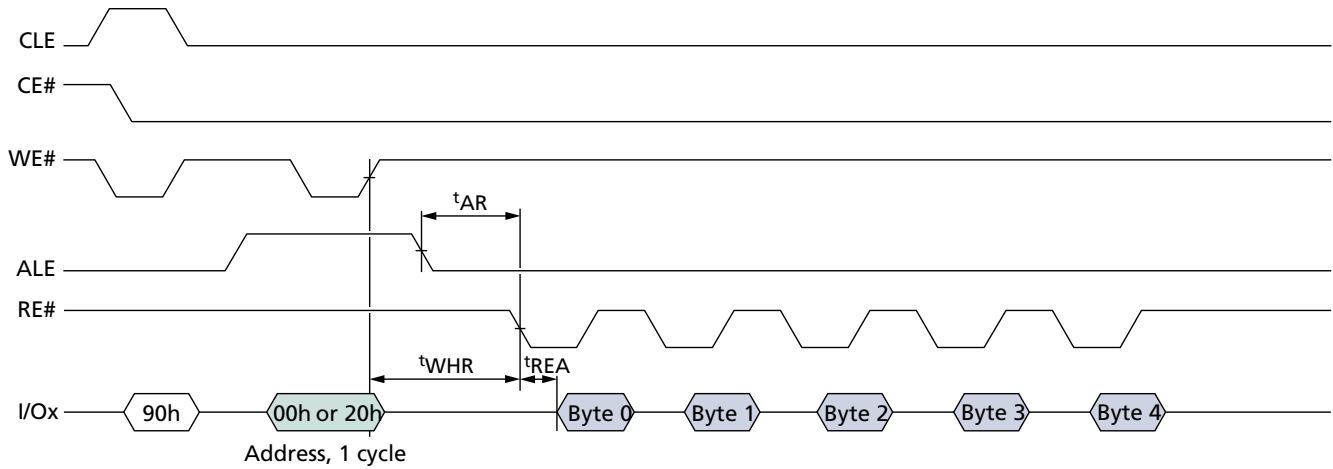 CLE
CE#
WE#
tAR
ALE
RE#
tWHR tREA
I/Ox 90h 00h or 20h Byte 0 Byte 1 Byte 2 Byte 3 Byte 4
Address, 1 cycle